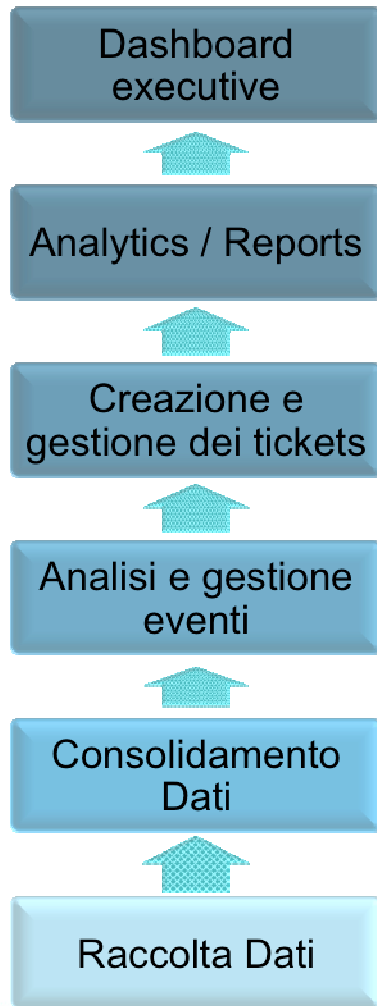 Dashboard
executive
Analytics / Reports
Creazione e
gestione dei tickets
Analisi e gestione
eventi
Consolidamento
Dati
Raccolta Dati